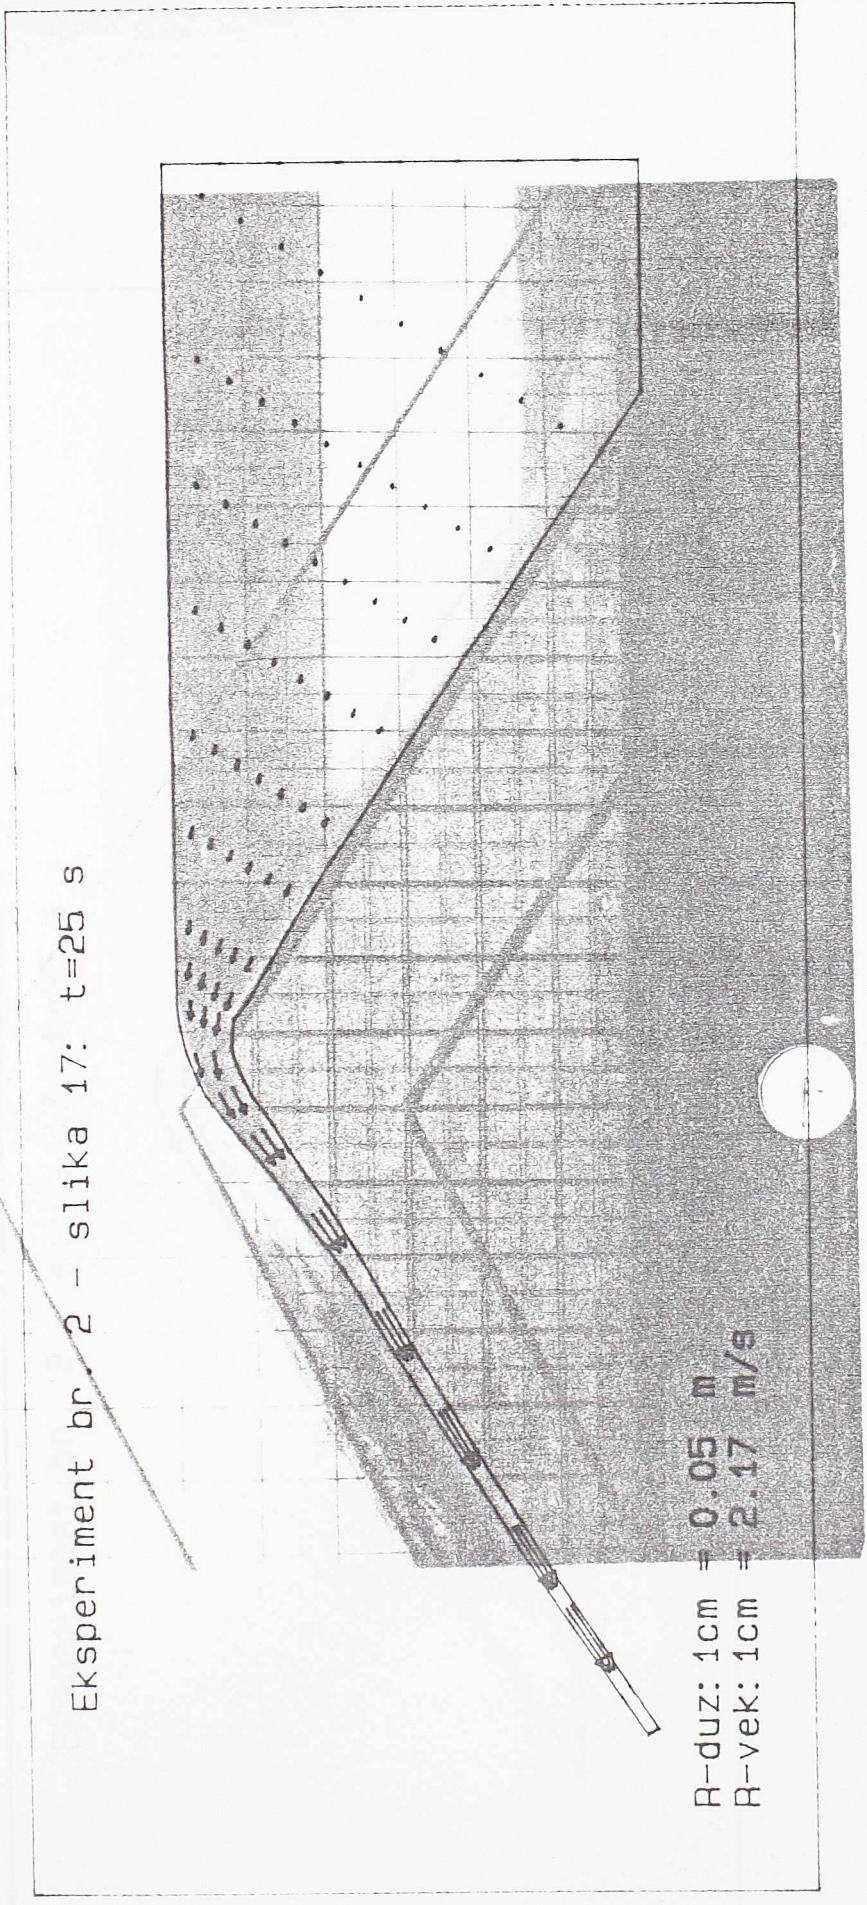 Eksperiment br. 2 - slika 17: t=25 s
R-duz: 1cm = 0.05 m
R-vek: 1cm = 2.17 m/s